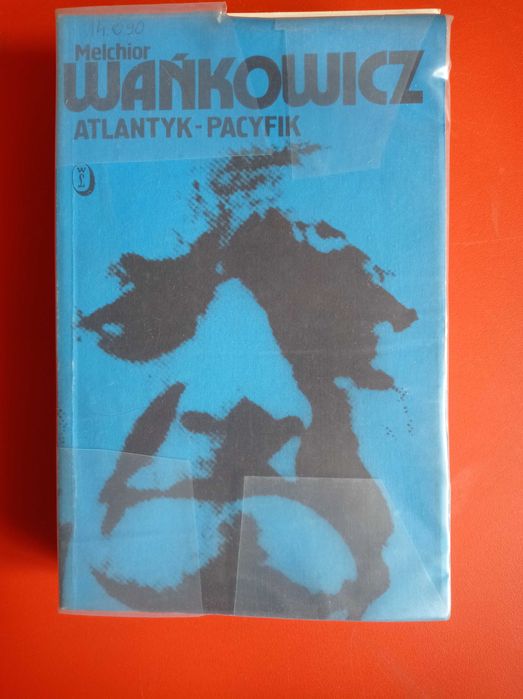 14.090
Melchior
WAŃKOWICZ
ATLANTYK-PACYFIK
W
L